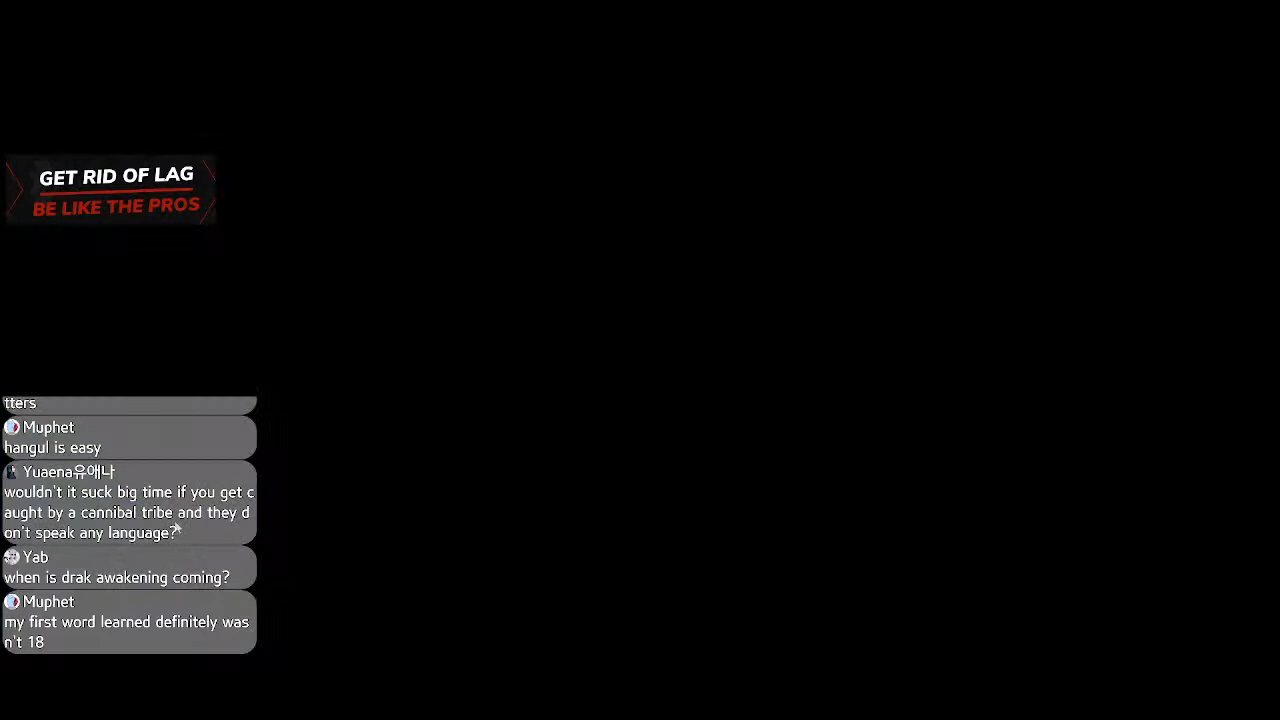 GET RID OF LAG
BE LIKE THE PROS
tters
Muphet
hangul is easy
Yuaena유애나
wouldn't it suck big time if you get c
aught by a cannibal tribe and they d
on't speak any language?
Yab
when is drak awakening coming?
Muphet
my first word learned definitely was
n't 18